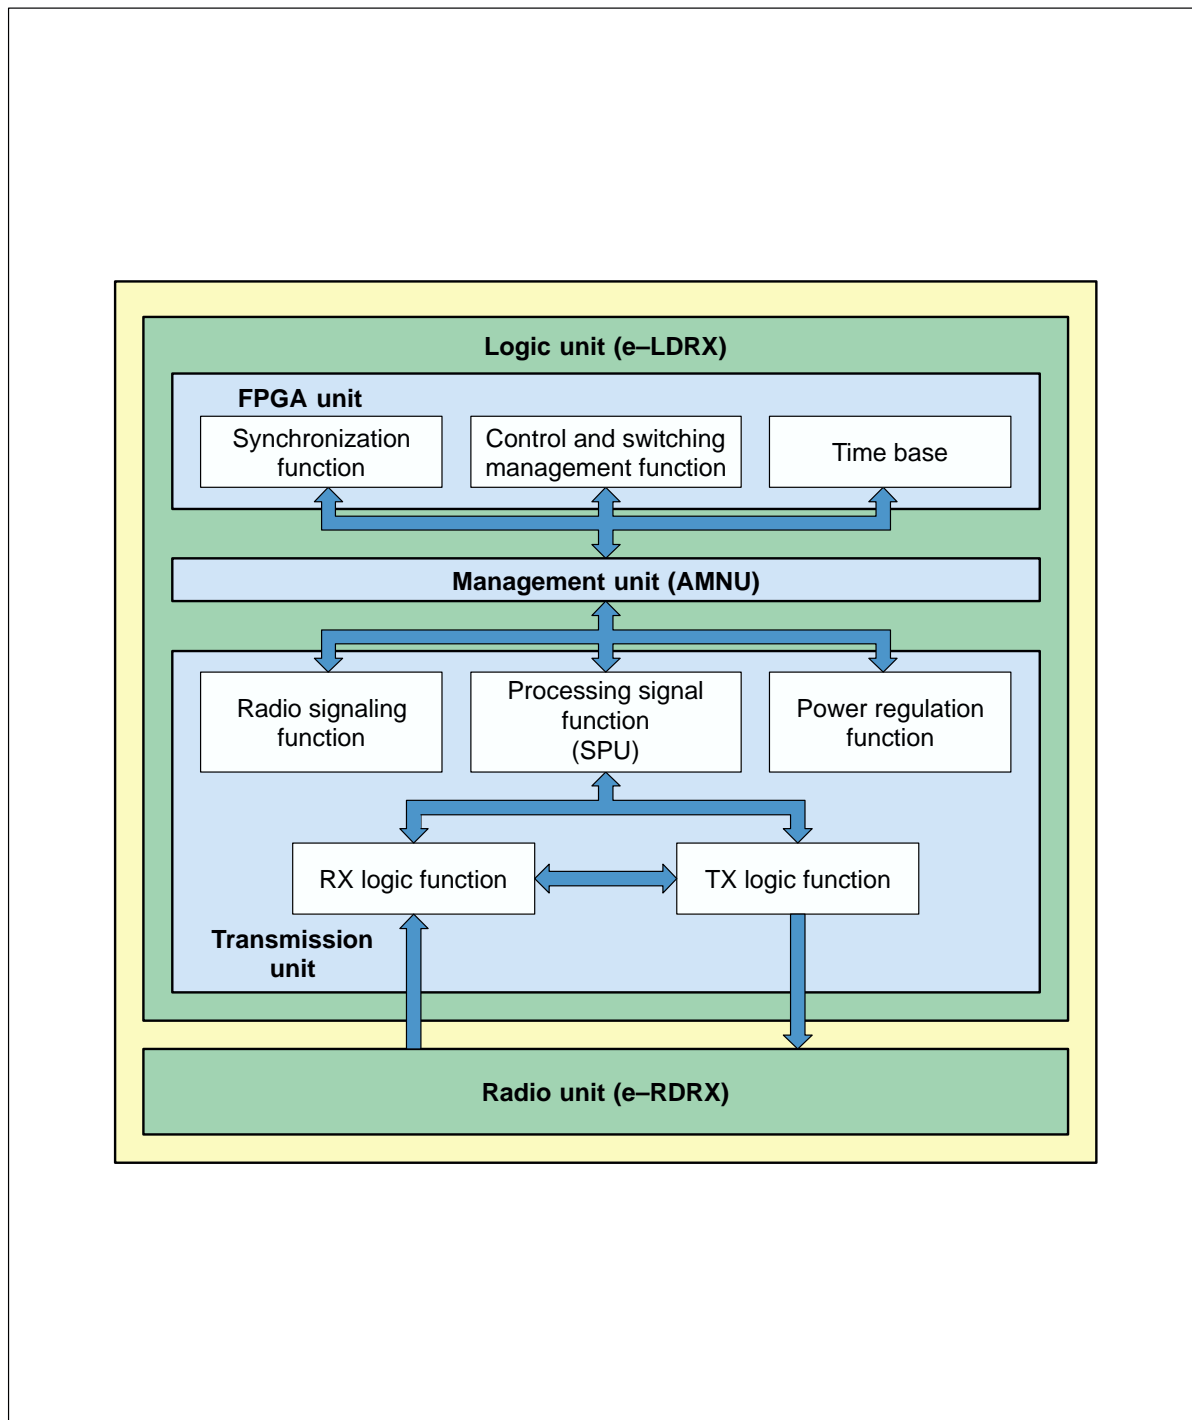 Logic unit (e–LDRX)
FPGA unit
Synchronization
function
Control and switching
management function
Time base
Management unit (AMNU)
Radio signaling
function
Processing signal
function
(SPU)
Power regulation
function
RX logic function
TX logic function
Transmission
unit
Radio unit (e–RDRX)